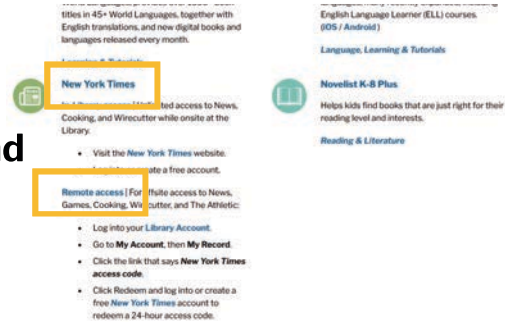 titles in 45+ World Languages, together with
English translations, and new digital books and
languages released every month.
New York Times
access | Unlimited access to News,
Cooking, and Wirecutter while onsite at the
Library.
• Visit the New York Times website.
create a free account.
nd
Remote access | For offsite access to News,
Games, Cooking, Wirecutter, and The Athletic:
• Log into your Library Account.
• Go to My Account, then My Record.
• Click the link that says New York Times
access code.
• Click Redeem and log into or create a
free New York Times account to
redeem a 24-hour access code.
English Language Learner (ELL) courses.
(iOS / Android)
Language, Learning & Tutorials
Novelist K-8 Plus
Helps kids find books that are just right for their
reading level and interests.
Reading & Literature